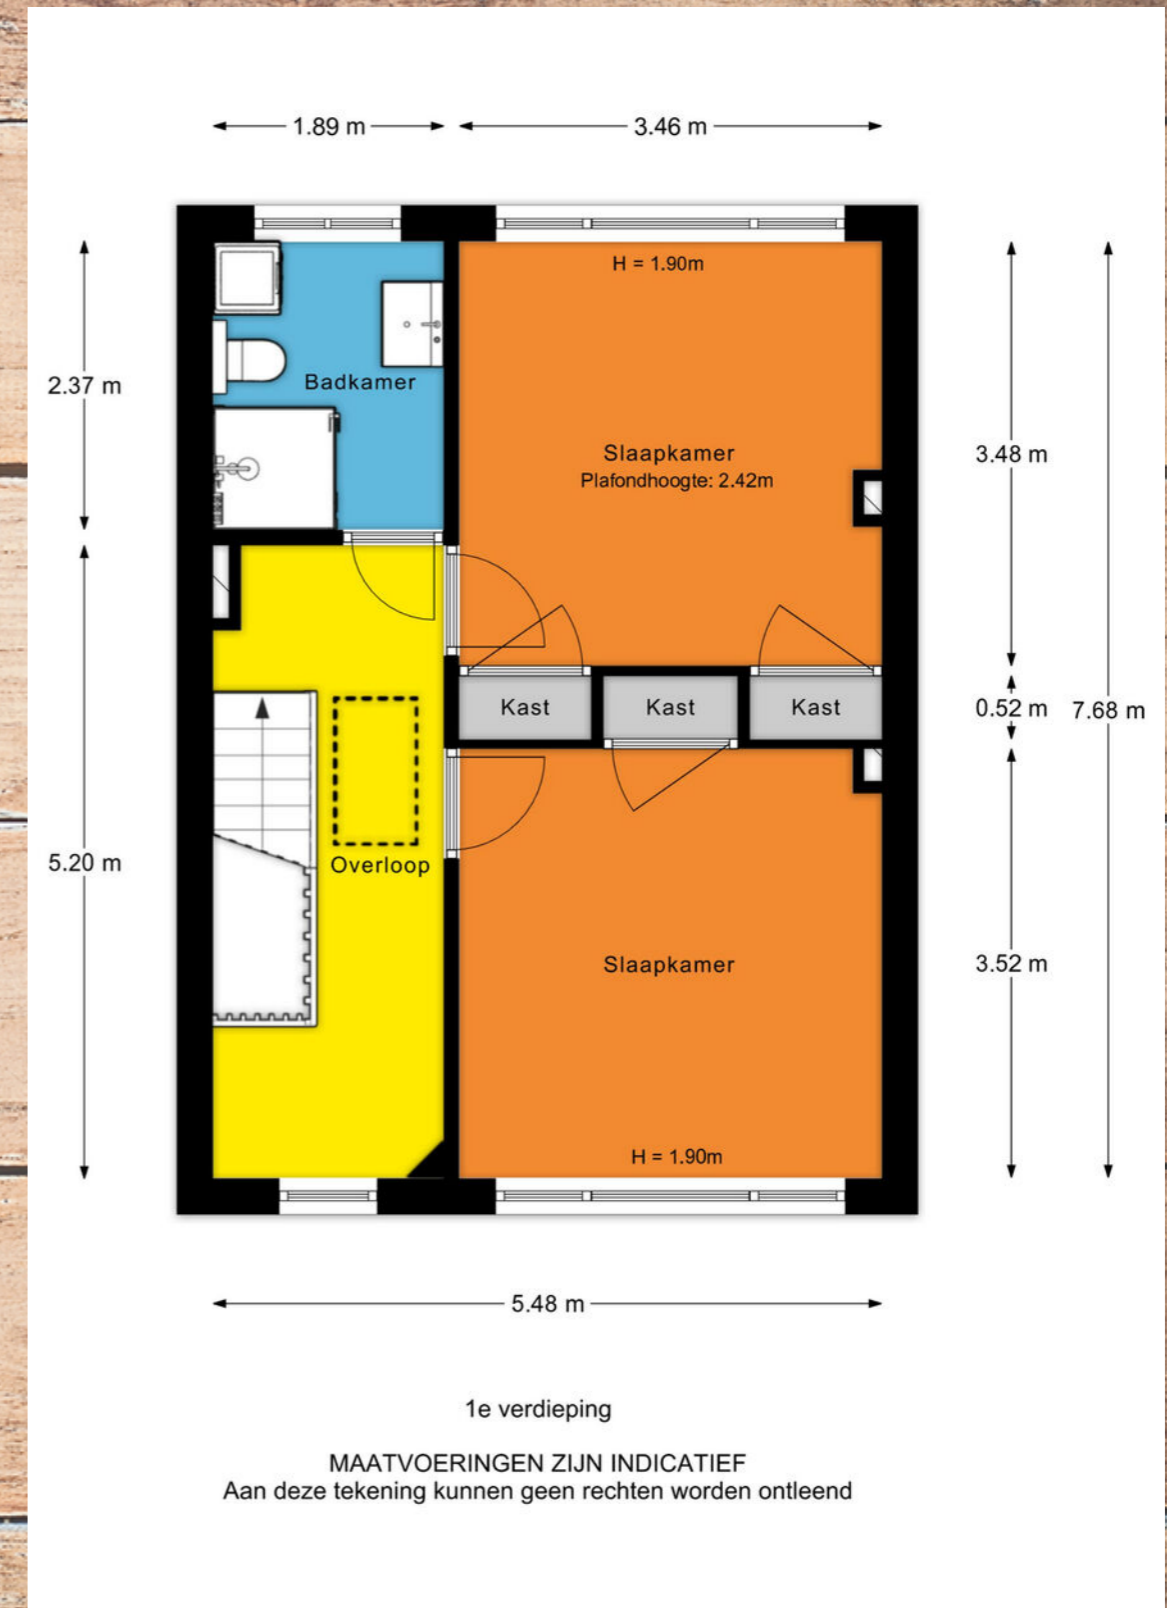 1.89 m
3.46 m
H = 1.90m
2.37 m
Badkamer
Slaapkamer
Plafondhoogte: 2.42m
3.48 m
Kast
Kast
Kast
0.52 m
7.68 m
5.20 m
Overloop
Slaapkamer
3.52 m
H = 1.90m
5.48 m
1e verdieping
MAATVOERINGEN ZIJN INDICATIEF
Aan deze tekening kunnen geen rechten worden ontleend